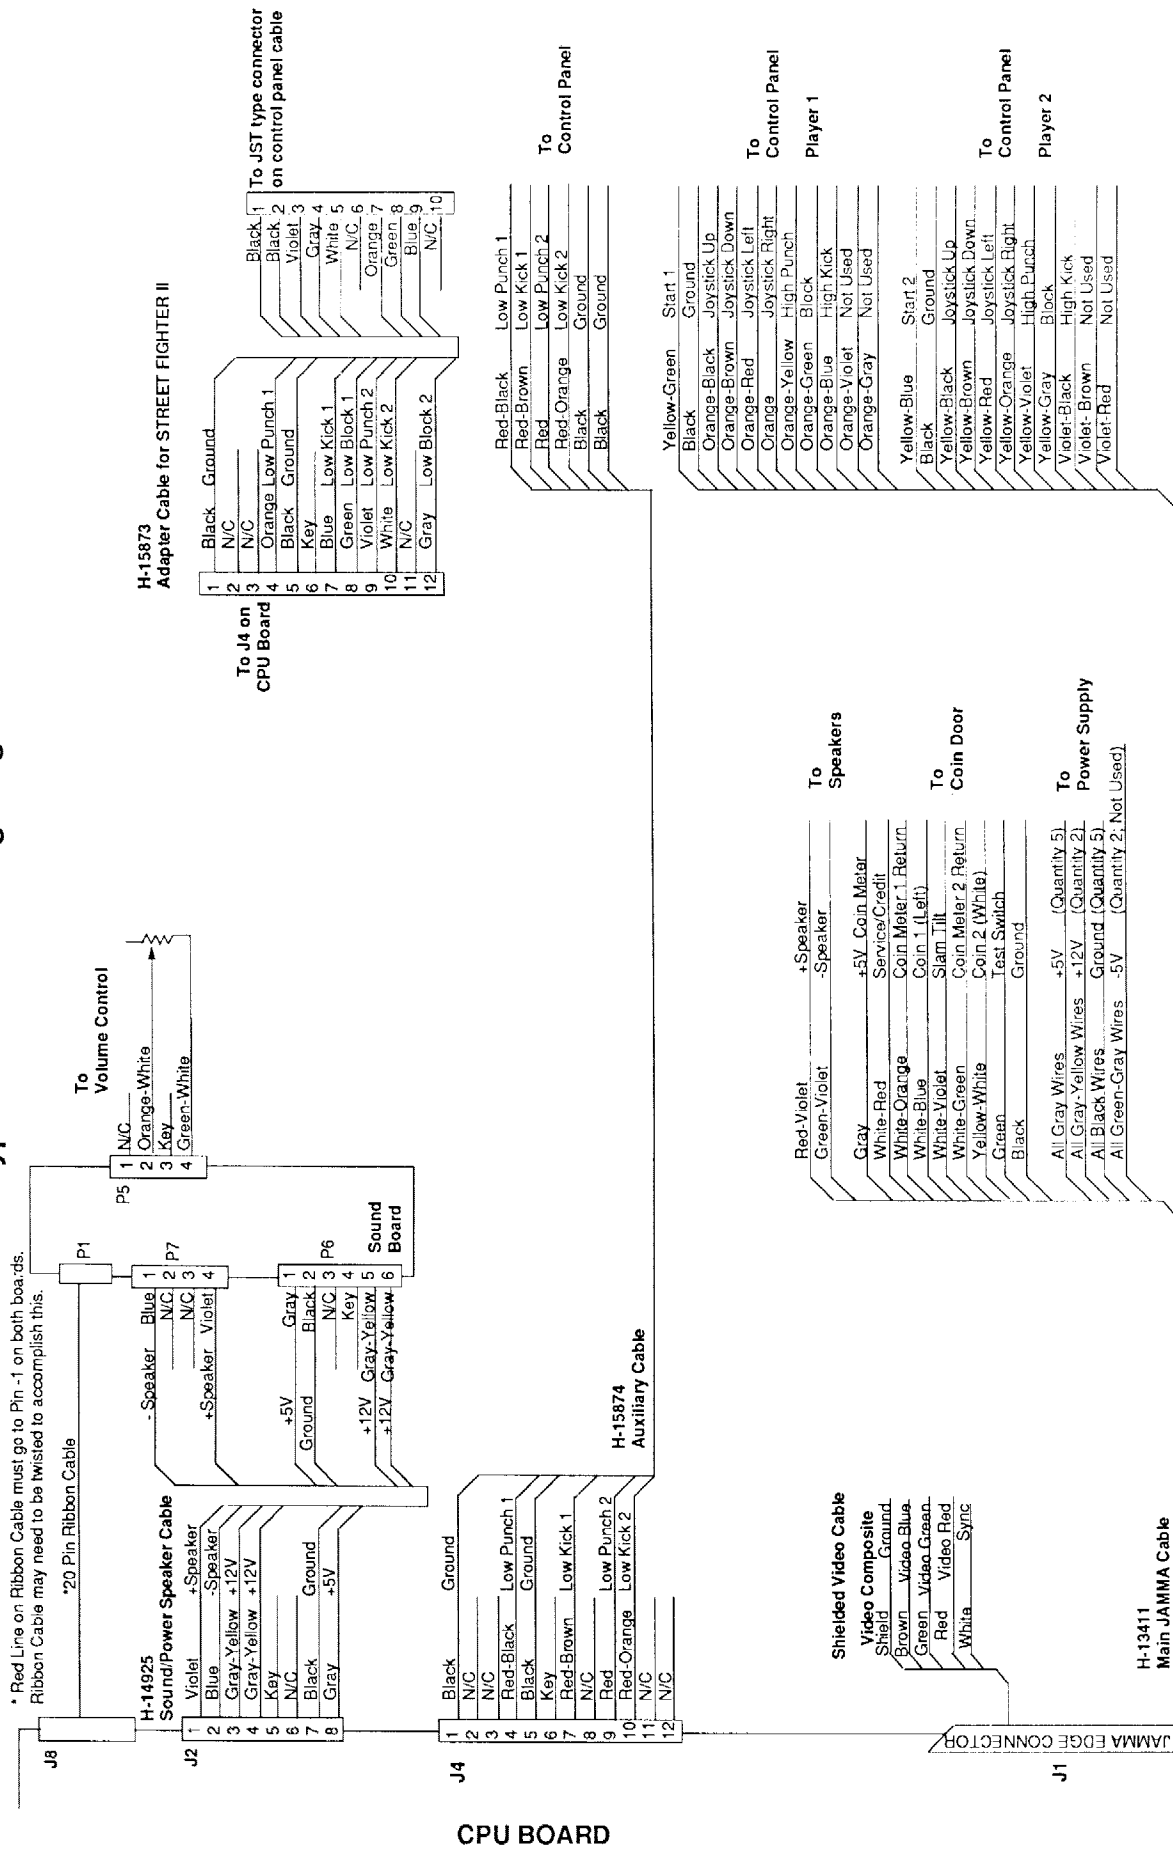 * Red Line on Ribbon Cable must go to Pin -1 on both boards.
Ribbon Cable may need to be twisted to accomplish this.
J8
*20 Pin Ribbon Cable
P1
H-14925
Sound/Power Speaker Cable
J2
1 Violet +Speaker
2 Blue -Speaker
3 Gray-Yellow +12V
4 Gray-Yellow +12V
5 Key
6 N/C
7 Black Ground
8 Gray +5V
P7
- Speaker Blue 1
N/C 2
N/C 3
+Speaker Violet 4
P6
+5V Gray 1
Ground Black 2
N/C 3
Key 4
+12V Gray-Yellow 5
+12V Gray-Yellow 6
Sound
Board
P5
1 N/C
2 Orange-White
3 Key
4 Green-White
To
Volume Control
H-15873
Adapter Cable for STREET FIGHTER II
To J4 on
CPU Board
1 Black Ground
2 N/C
3 N/C
4 Orange Low Punch 1
5 Black Ground
6 Key
7 Blue Low Kick 1
8 Green Low Block 1
9 Violet Low Punch 2
10 White Low Kick 2
11 N/C
12 Gray Low Block 2
To JST type connector
on control panel cable
Black 1
Black 2
Violet 3
Gray 4
White 5
N/C 6
Orange 7
Green 8
Blue 9
N/C 10
J4
1 Black Ground
2 N/C
3 N/C
4 Red-Black Low Punch 1
5 Black Ground
6 Key
7 Red-Brown Low Kick 1
8 N/C
9 Red Low Punch 2
10 Red-Orange Low Kick 2
11 N/C
12 N/C
H-15874
Auxiliary Cable
Red-Black Low Punch 1
Red-Brown Low Kick 1
Red Low Punch 2
Red-Orange Low Kick 2
Black Ground
Black Ground
To
Control Panel
CPU BOARD
Yellow-Green Start 1
Black Ground
Orange-Black Joystick Up
Orange-Brown Joystick Down
Orange-Red Joystick Left
Orange Joystick Right
Orange-Yellow High Punch
Orange-Green Block
Orange-Blue High Kick
Orange-Violet Not Used
Orange-Gray Not Used
To
Control Panel
Player 1
Yellow-Blue Start 2
Black Ground
Yellow-Black Joystick Up
Yellow-Brown Joystick Down
Yellow-Red Joystick Left
Yellow-Orange Joystick Right
Yellow-Violet High Punch
Yellow-Gray Block
Violet-Black High Kick
Violet- Brown Not Used
Violet-Red Not Used
To
Control Panel
Player 2
Red-Violet +Speaker
Green-Violet -Speaker
To
Speakers
Gray +5V Coin Meter
White-Red Service/Credit
White-Orange Coin Meter 1 Return
White-Blue Coin 1 (Left)
White-Violet Slam Tilt
White-Green Coin Meter 2 Return
Yellow-White Coin 2 (White)
Green Test Switch
Black Ground
To
Coin Door
All Gray Wires +5V (Quantity 5)
All Gray-Yellow Wires +12V (Quantity 2)
All Black Wires Ground (Quantity 5)
All Green-Gray Wires -5V (Quantity 2; Not Used)
To
Power Supply
Shielded Video Cable
Video Composite
Shield Ground
Brown Video Blue
Green Video Green
Red Video Red
White Sync
JAMMA EDGE CONNECTOR
J1
H-13411
Main JAMMA Cable